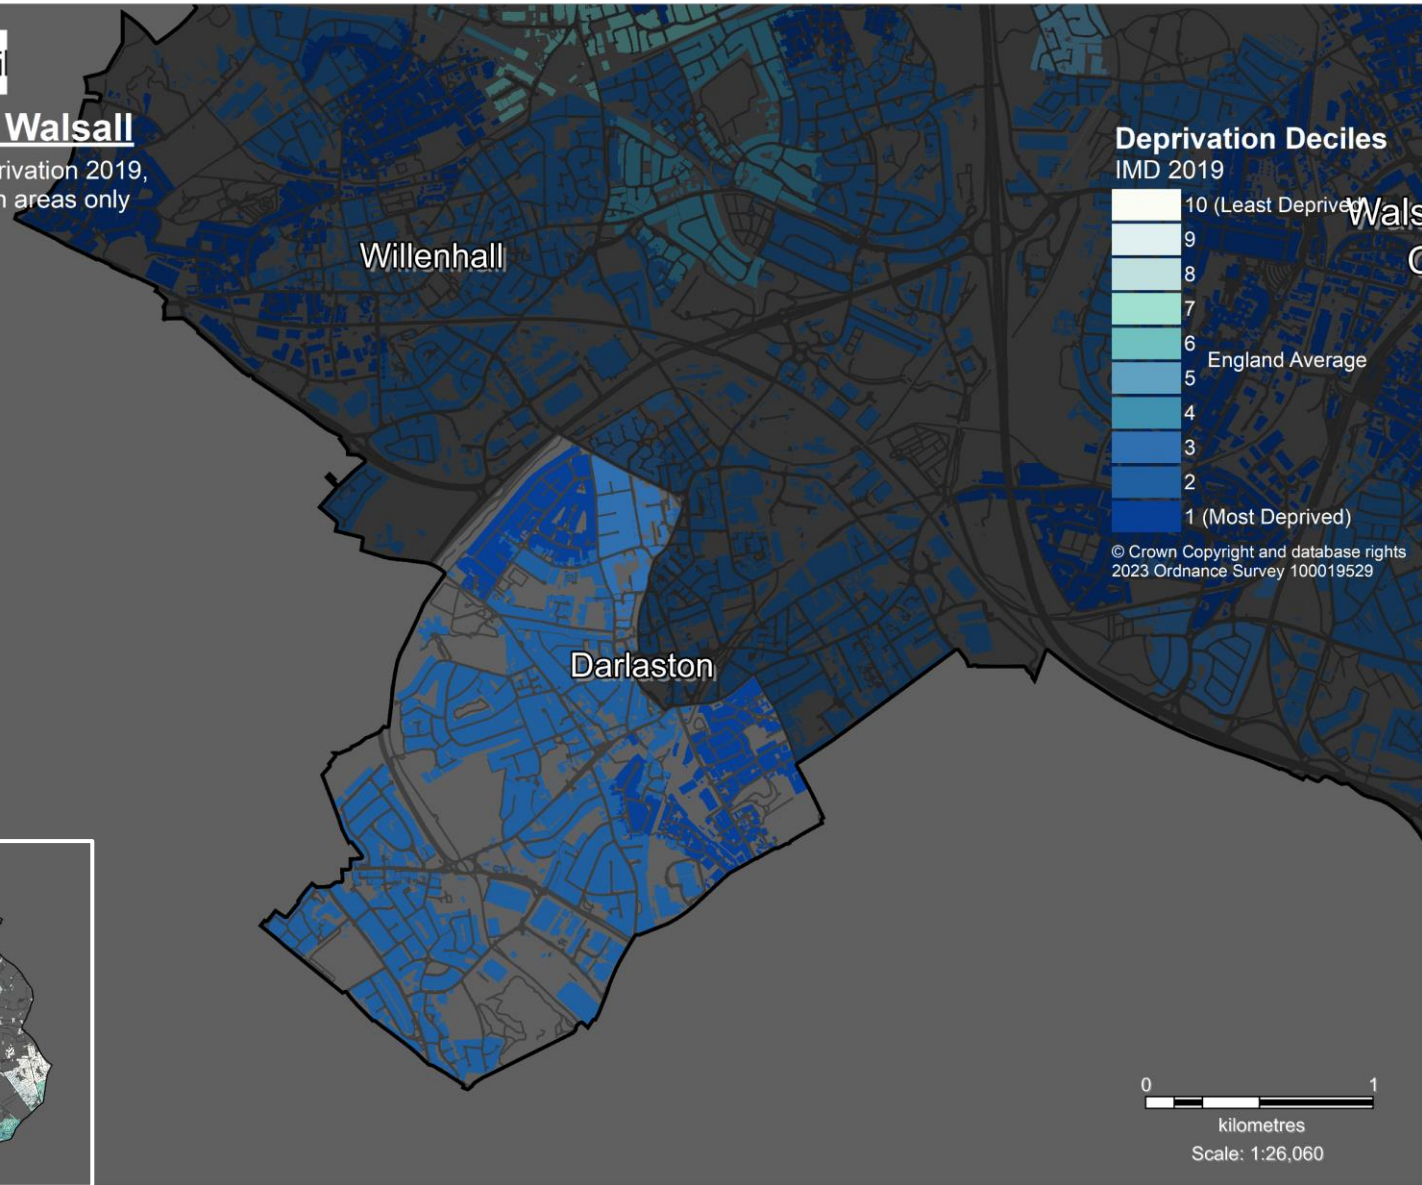 Walsall
rivation 2019,
areas only
Willenhall
Darlaston
Deprivation Deciles
IMD 2019
10 (Least Deprived)
9
8
7
6
England Average
5
4
3
2
1 (Most Deprived)
© Crown Copyright and database rights
2023 Ordnance Survey 100019529
Wals
0 1
kilometres
Scale: 1:26,060